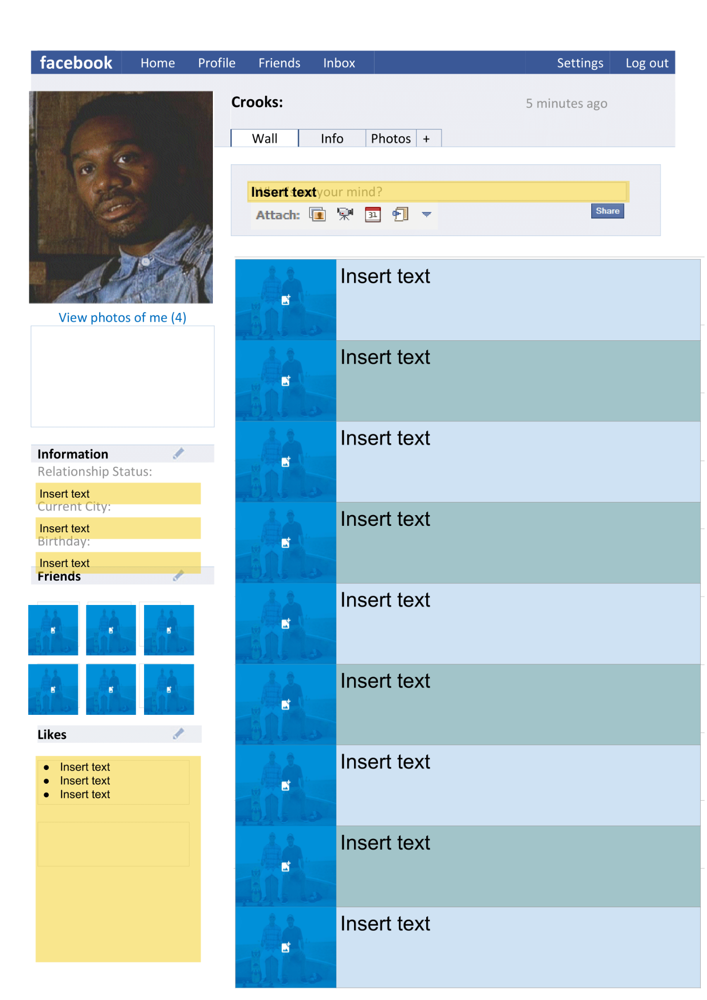 facebook Home Profile Friends Inbox Settings Log out
Crooks: 5 minutes ago
Wall Info Photos +
What's on your mind?
Insert text
Attach: 31 Share
View photos of me (4)
Information
Relationship Status:
Insert text
Current City:
Insert text
Birthday:
Insert text
Friends
Likes
● Insert text
● Insert text
● Insert text
Insert text
Insert text
Insert text
Insert text
Insert text
Insert text
Insert text
Insert text
Insert text